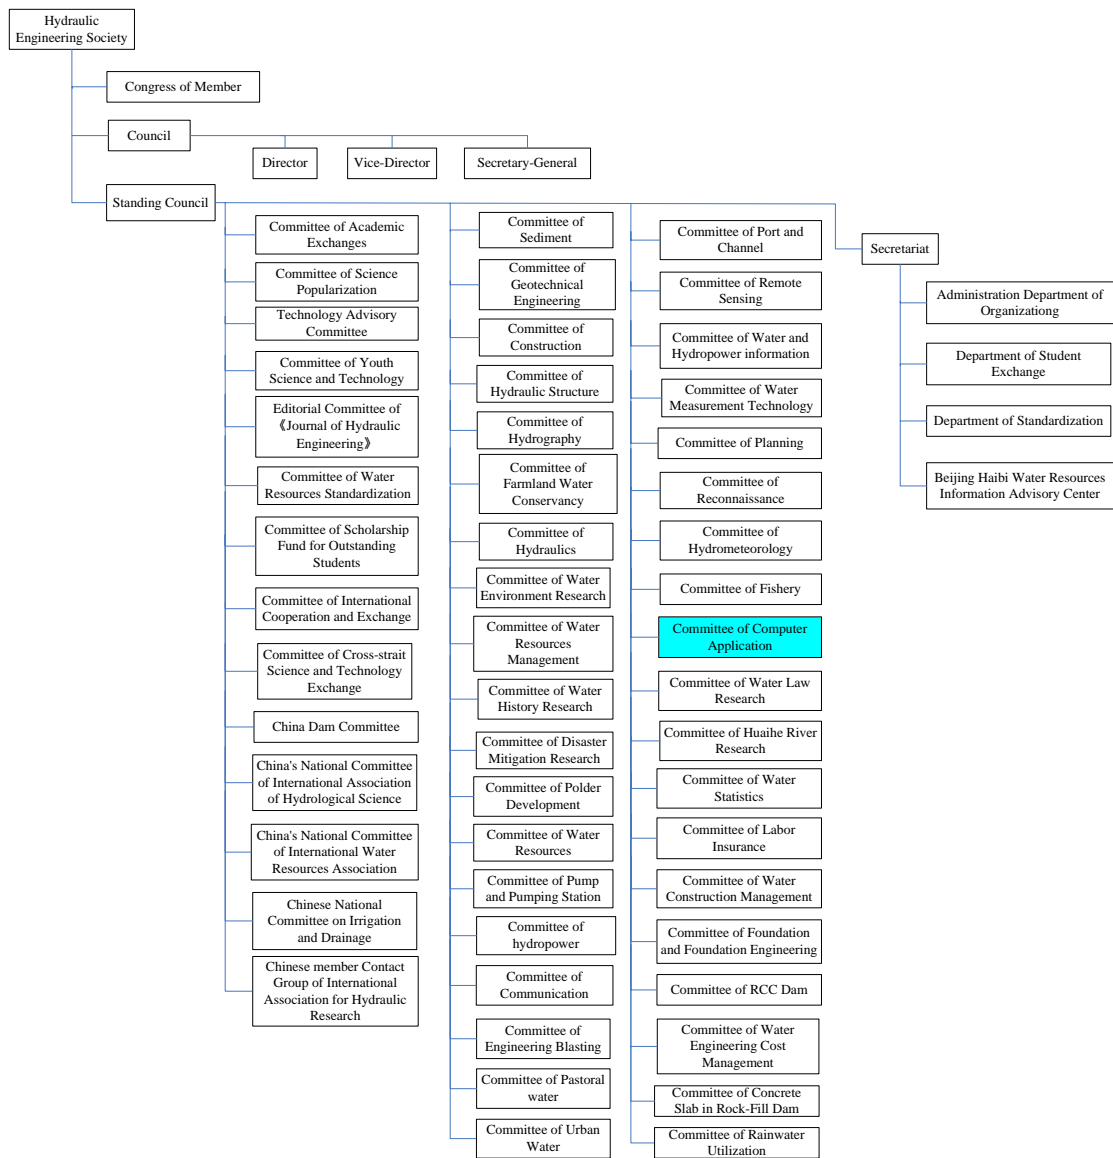 Hydraulic
Engineering Society
Congress of Member
Council
Director
Vice-Director
Secretary-General
Standing Council
Committee of Academic
Exchanges
Committee of Science
Popularization
Technology Advisory
Committee
Committee of Youth
Science and Technology
Editorial Committee of
《Journal of Hydraulic
Engineering》
Committee of Water
Resources Standardization
Committee of Scholarship
Fund for Outstanding
Students
Committee of International
Cooperation and Exchange
Committee of Cross-strait
Science and Technology
Exchange
China Dam Committee
China's National Committee
of International Association
of Hydrological Science
China's National Committee
of International Water
Resources Association
Chinese National
Committee on Irrigation
and Drainage
Chinese member Contact
Group of International
Association for Hydraulic
Research
Committee of
Sediment
Committee of
Geotechnical
Engineering
Committee of
Construction
Committee of
Hydraulic Structure
Committee of
Hydrography
Committee of
Farmland Water
Conservancy
Committee of
Hydraulics
Committee of Water
Environment Research
Committee of Water
Resources
Management
Committee of Water
History Research
Committee of Disaster
Mitigation Research
Committee of Polder
Development
Committee of Water
Resources
Committee of Pump
and Pumping Station
Committee of
hydropower
Committee of
Communication
Committee of
Engineering Blasting
Committee of Pastoral
water
Committee of Urban
Water
Committee of Port and
Channel
Committee of Remote
Sensing
Committee of Water and
Hydropower information
Committee of Water
Measurement Technology
Committee of Planning
Committee of
Reconnaissance
Committee of
Hydrometeorology
Committee of Fishery
Committee of Computer
Application
Committee of Water Law
Research
Committee of Huaihe River
Research
Committee of Water
Statistics
Committee of Labor
Insurance
Committee of Water
Construction Management
Committee of Foundation
and Foundation Engineering
Committee of RCC Dam
Committee of Water
Engineering Cost
Management
Committee of Concrete
Slab in Rock-Fill Dam
Committee of Rainwater
Utilization
Secretariat
Administration Department of
Organizationg
Department of Student
Exchange
Department of Standardization
Beijing Haibi Water Resources
Information Advisory Center